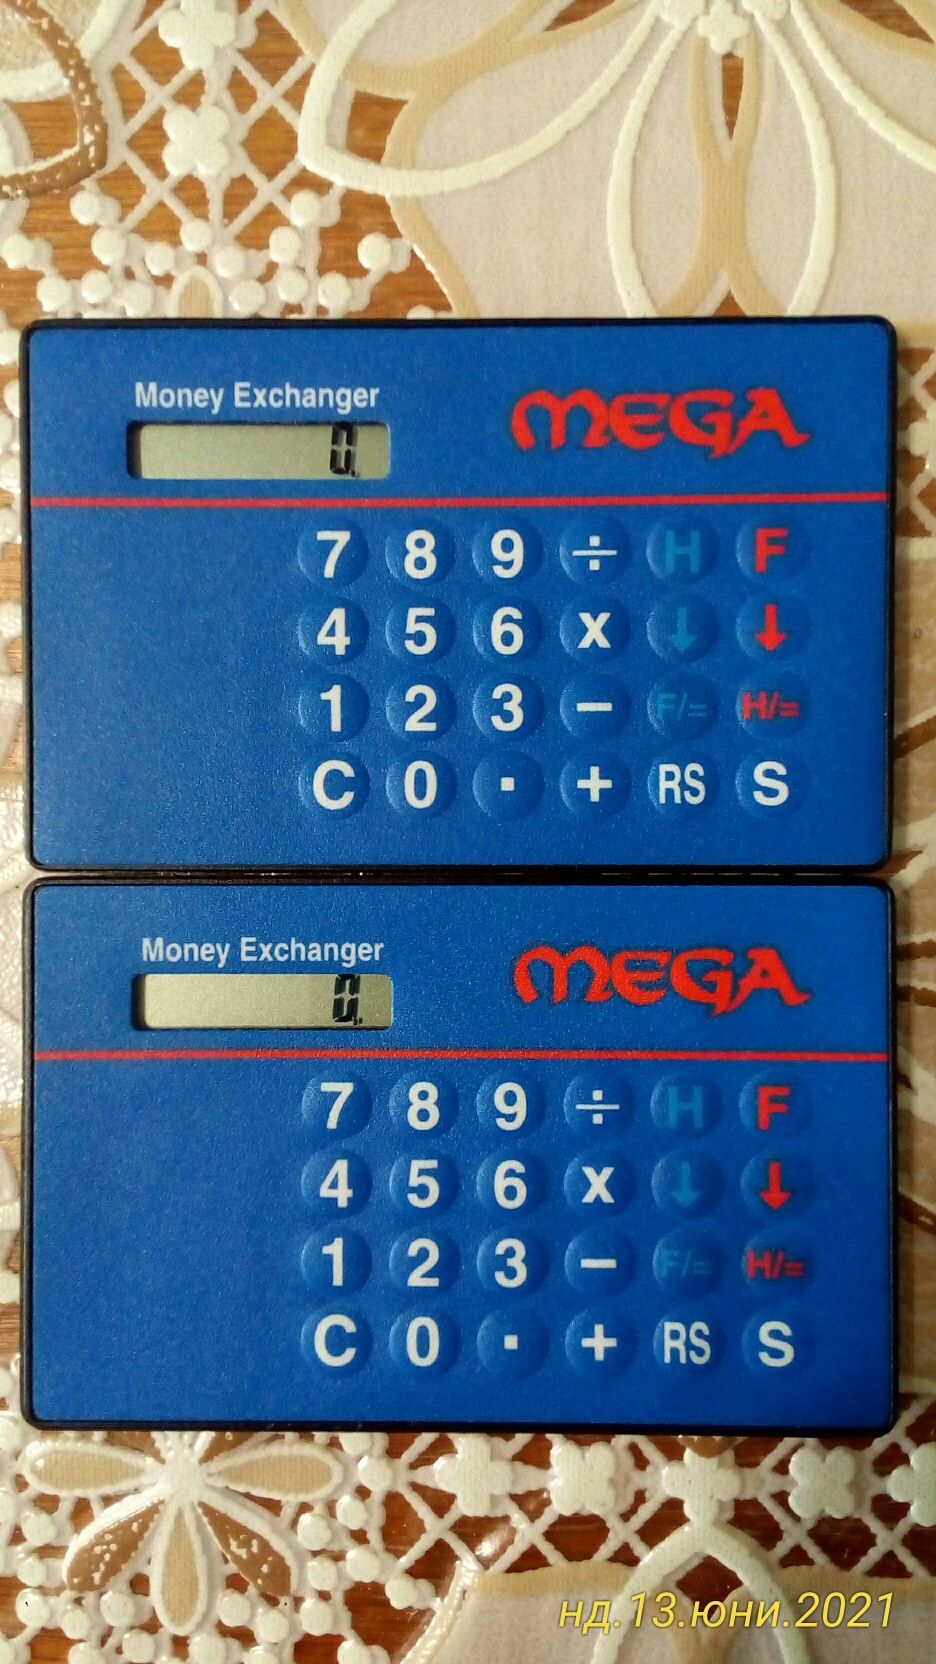 Money Exchanger
MEGA
0.
7 8 9 ÷ H F
4 5 6 x ↓ ↓
1 2 3 − F/= H/=
C 0 . + RS S
Money Exchanger
MEGA
0.
7 8 9 ÷ H F
4 5 6 x ↓ ↓
1 2 3 − F/= H/=
C 0 . + RS S
нд.13.юни.2021